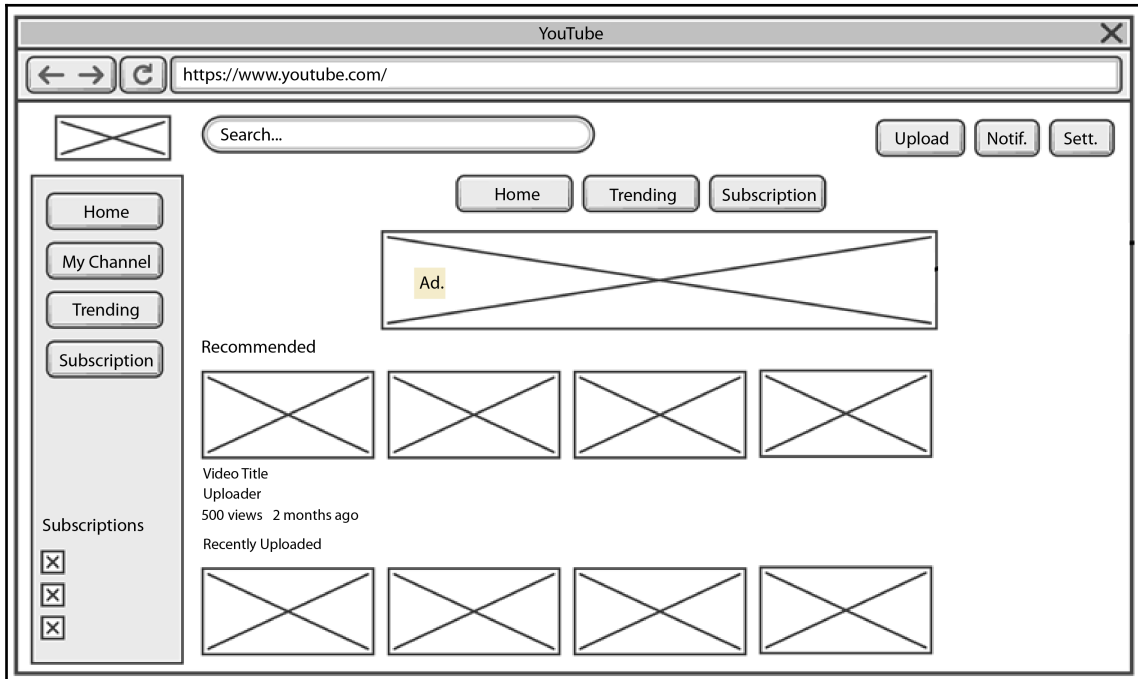 YouTube
https://www.youtube.com/
Search...
Upload
Notif.
Sett.
Home
My Channel
Trending
Subscription
Subscriptions
Home
Trending
Subscription
Ad.
Recommended
Video Title
Uploader
500 views 2 months ago
Recently Uploaded